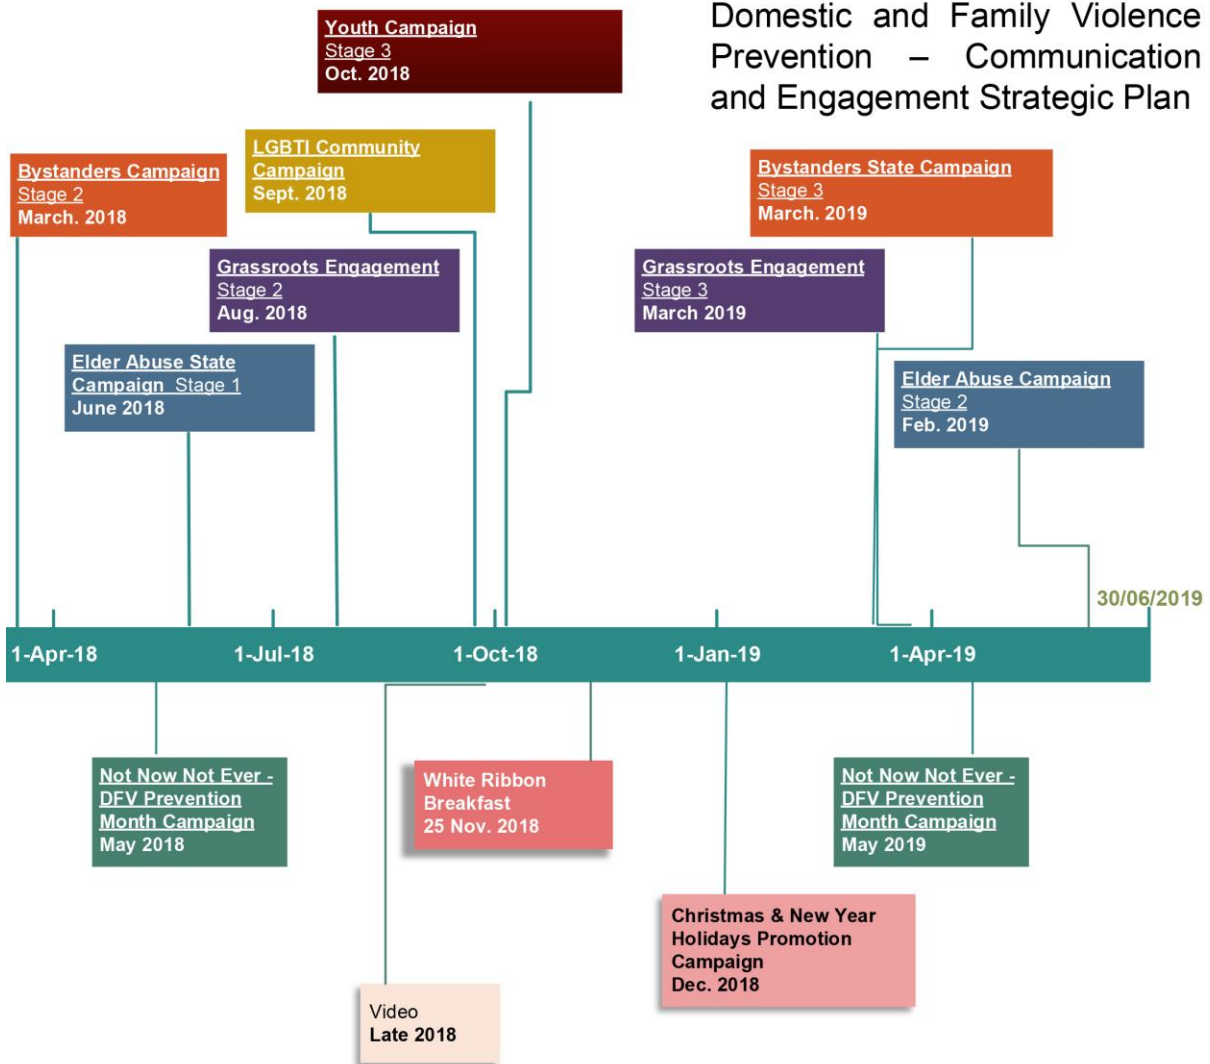 Domestic and Family Violence
Prevention – Communication
and Engagement Strategic Plan
Youth Campaign
Stage 3
Oct. 2018
LGBTI Community
Campaign
Sept. 2018
Bystanders Campaign
Stage 2
March. 2018
Bystanders State Campaign
Stage 3
March. 2019
Grassroots Engagement
Stage 2
Aug. 2018
Grassroots Engagement
Stage 3
March 2019
Elder Abuse State
Campaign Stage 1
June 2018
Elder Abuse Campaign
Stage 2
Feb. 2019
30/06/2019
1-Apr-18
1-Jul-18
1-Oct-18
1-Jan-19
1-Apr-19
Not Now Not Ever -
DFV Prevention
Month Campaign
May 2018
White Ribbon
Breakfast
25 Nov. 2018
Not Now Not Ever -
DFV Prevention
Month Campaign
May 2019
Christmas & New Year
Holidays Promotion
Campaign
Dec. 2018
Video
Late 2018